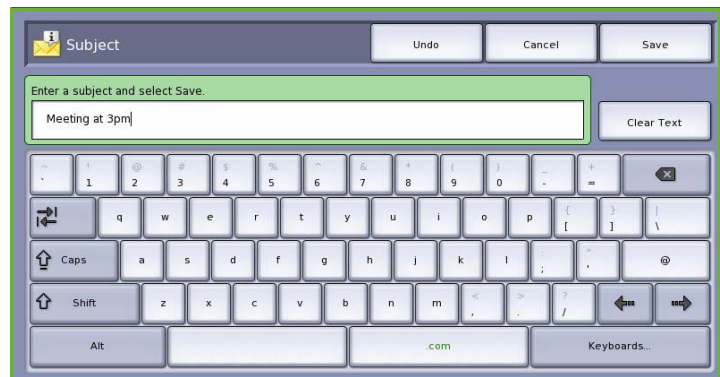 Subject
Undo
Cancel
Save
Enter a subject and select Save.
Meeting at 3pm
Clear Text
~ ! @ # $ % ^ & * ( ) _ +
` 1 2 3 4 5 6 7 8 9 0 - =
q w e r t y u i o p { [ } ] | \
Caps a s d f g h j k l : ; " ' @
Shift z x c v b n m < , > . ? /
Alt .com Keyboards...